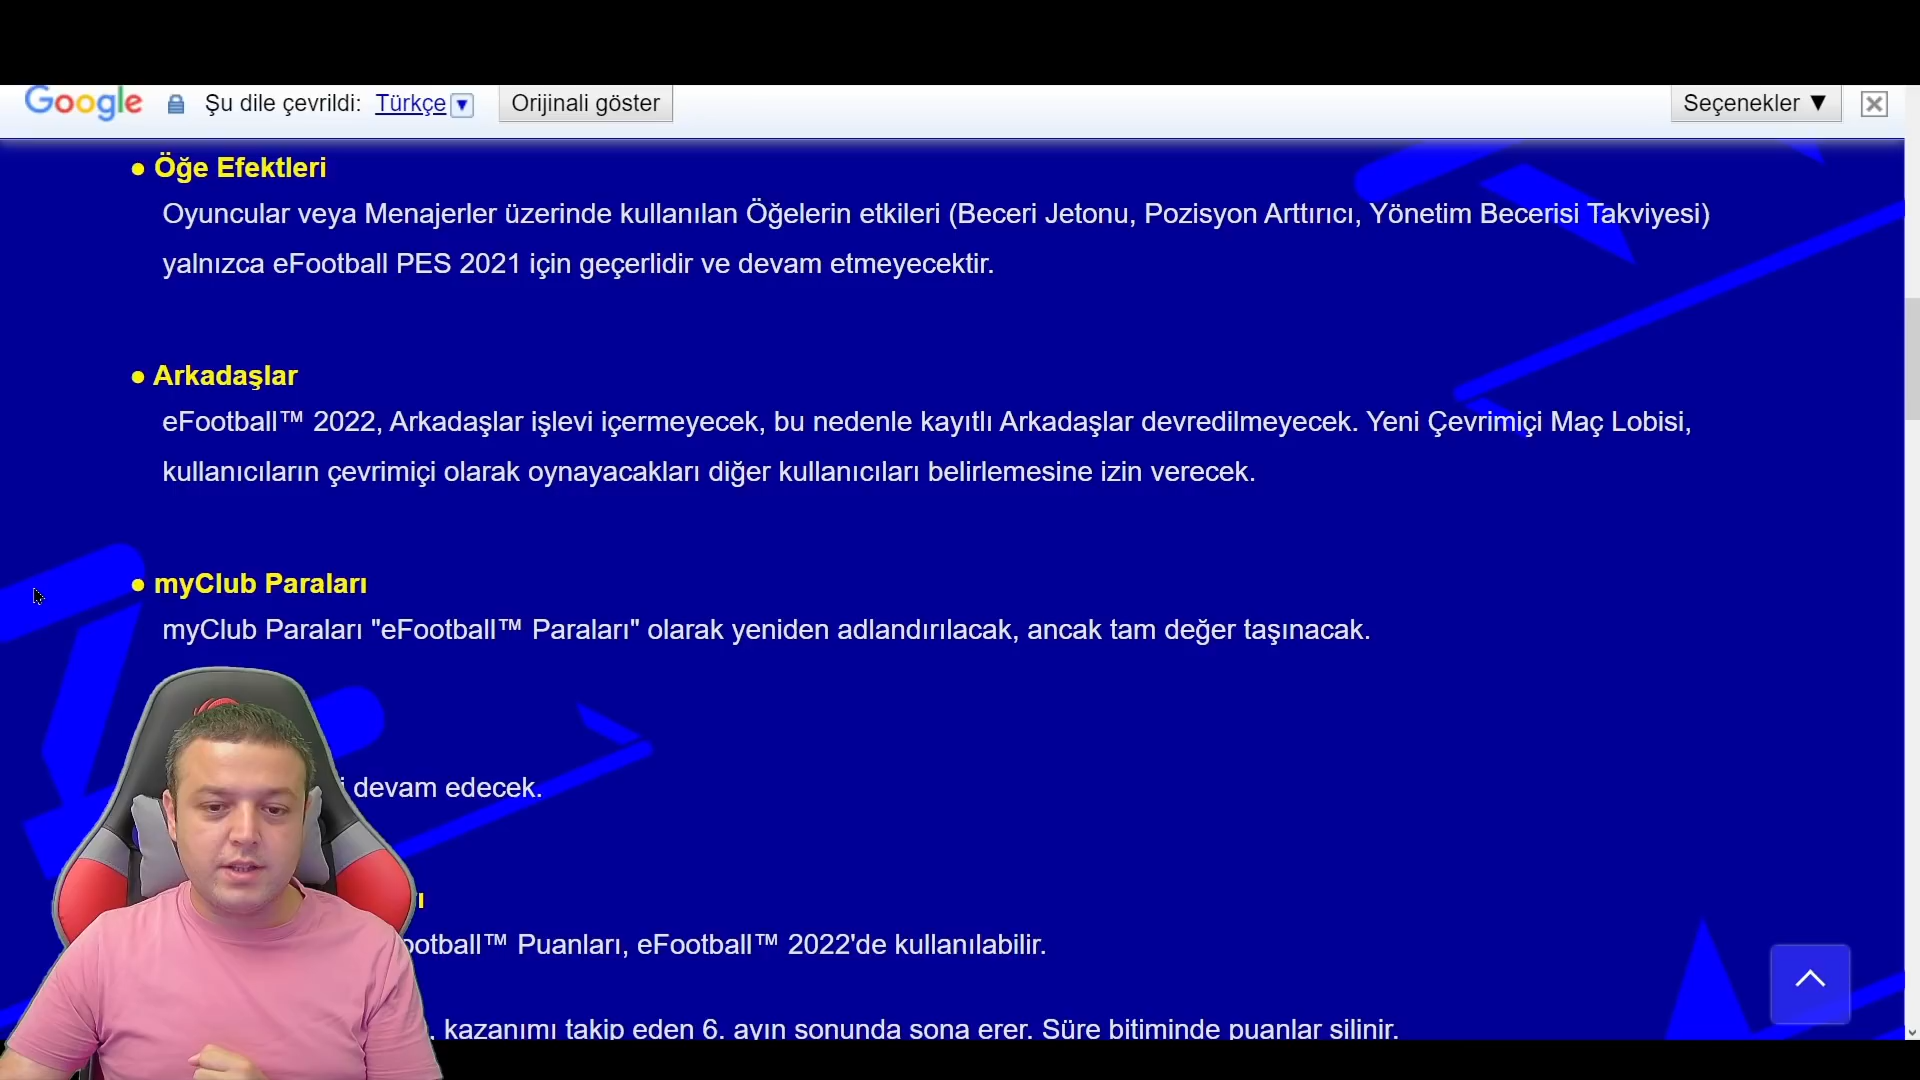 Google Şu dile çevrildi: Türkçe ▼ Orijinali göster Seçenekler ▼
● Öğe Efektleri
Oyuncular veya Menajerler üzerinde kullanılan Öğelerin etkileri (Beceri Jetonu, Pozisyon Arttırıcı, Yönetim Becerisi Takviyesi)
yalnızca eFootball PES 2021 için geçerlidir ve devam etmeyecektir.
● Arkadaşlar
eFootball™ 2022, Arkadaşlar işlevi içermeyecek, bu nedenle kayıtlı Arkadaşlar devredilmeyecek. Yeni Çevrimiçi Maç Lobisi,
kullanıcıların çevrimiçi olarak oynayacakları diğer kullanıcıları belirlemesine izin verecek.
● myClub Paraları
myClub Paraları "eFootball™ Paraları" olarak yeniden adlandırılacak, ancak tam değer taşınacak.
devam edecek.
Puanları, eFootball™ 2022'de kullanılabilir.
kazanımı takip eden 6. ayın sonunda sona erer. Süre bitiminde puanlar silinir.